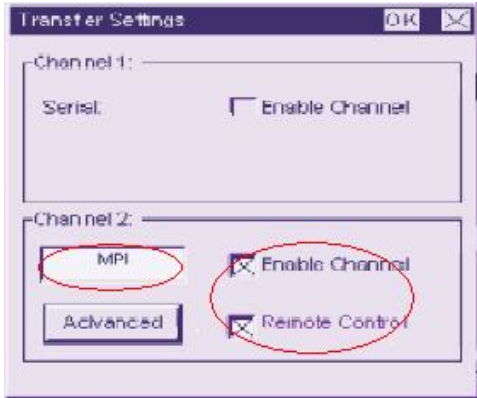 Transfer Settings OK
Channel 1:
Serial: Enable Channel
Channel 2:
MPI Enable Channel
Advanced Remote Control